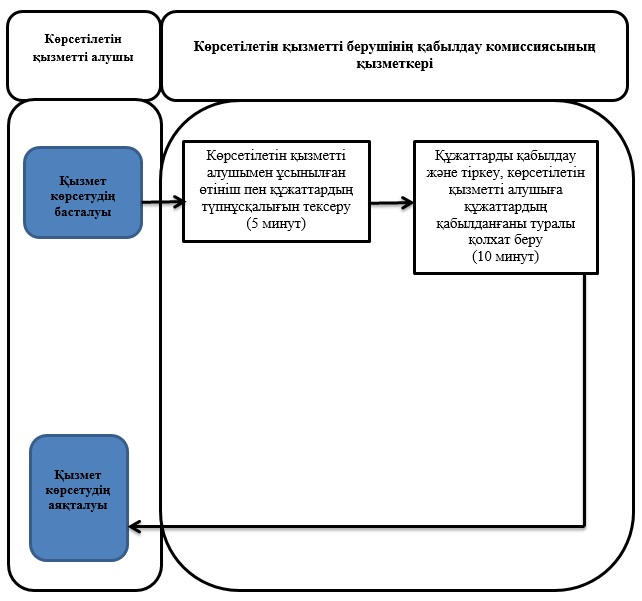 Көрсетілетін
қызметті алушы
Көрсетілетін қызметті берушінің қабылдау комиссиясының
қызметкері
Қызмет
көрсетудің
басталуы
Көрсетілетін қызметті
алушымен ұсынылған
өтініш пен құжаттардың
түпнұсқалығын тексеру
(5 минут)
Құжаттарды қабылдау
және тіркеу, көрсетілетін
қызметті алушыға
құжаттардың
қабылданғаны туралы
қолхат беру
(10 минут)
Қызмет
көрсетудің
аяқталуы